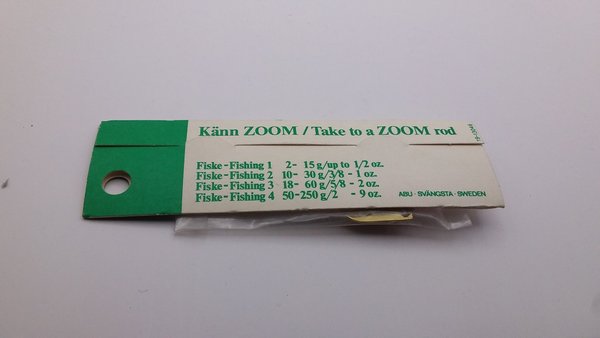 Känn ZOOM / Take to a ZOOM rod
Fiske-Fishing 1 2- 15 g/up to 1/2 oz.
Fiske-Fishing 2 10- 30 g/3/8 - 1 oz.
Fiske-Fishing 3 18- 60 g/5/8 - 2 oz.
Fiske-Fishing 4 50-250 g/2 - 9 oz.
ABU · SVÄNGSTA · SWEDEN